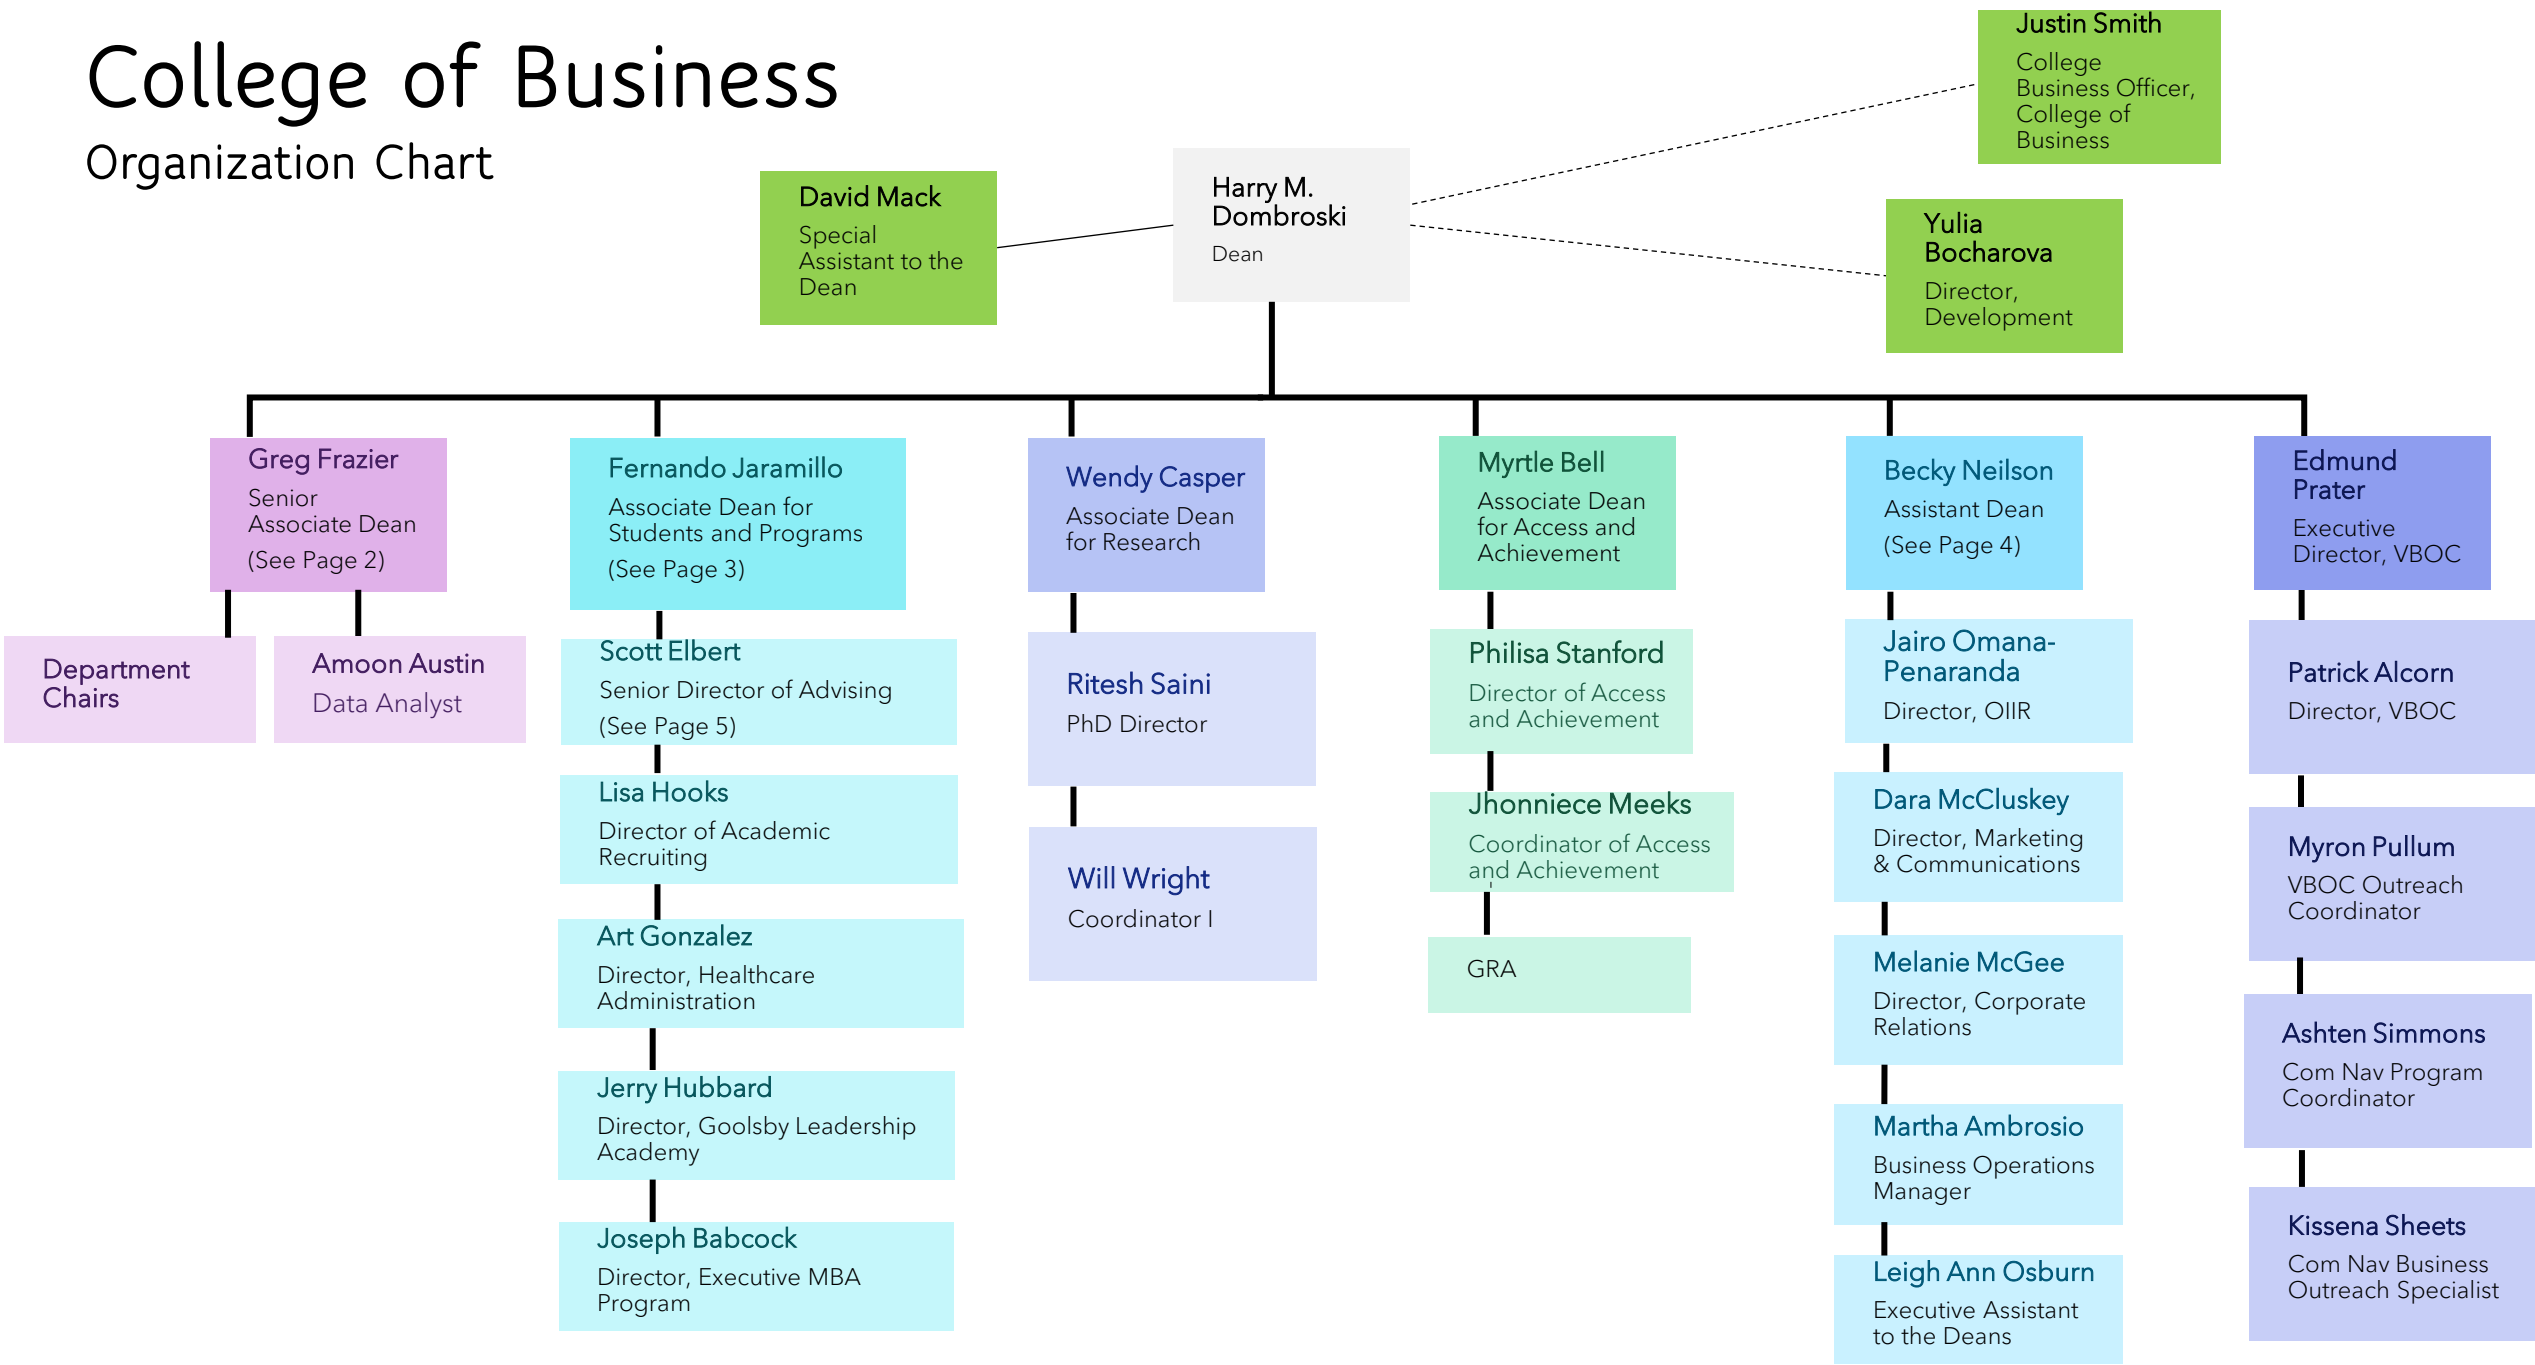 College of Business
Organization Chart
Justin Smith
College
Business Officer,
College of
Business
David Mack
Special
Assistant to the
Dean
Harry M.
Dombroski
Dean
Yulia
Bocharova
Director,
Development
Greg Frazier
Senior
Associate Dean
(See Page 2)
Department
Chairs
Amoon Austin
Data Analyst
Fernando Jaramillo
Associate Dean for
Students and Programs
(See Page 3)
Scott Elbert
Senior Director of Advising
(See Page 5)
Lisa Hooks
Director of Academic
Recruiting
Art Gonzalez
Director, Healthcare
Administration
Jerry Hubbard
Director, Goolsby Leadership
Academy
Joseph Babcock
Director, Executive MBA
Program
Wendy Casper
Associate Dean
for Research
Ritesh Saini
PhD Director
Will Wright
Coordinator I
Myrtle Bell
Associate Dean
for Access and
Achievement
Philisa Stanford
Director of Access
and Achievement
Jhonniece Meeks
Coordinator of Access
and Achievement
GRA
Becky Neilson
Assistant Dean
(See Page 4)
Jairo Omana-
Penaranda
Director, OIIR
Dara McCluskey
Director, Marketing
& Communications
Melanie McGee
Director, Corporate
Relations
Martha Ambrosio
Business Operations
Manager
Leigh Ann Osburn
Executive Assistant
to the Deans
Edmund
Prater
Executive
Director, VBOC
Patrick Alcorn
Director, VBOC
Myron Pullum
VBOC Outreach
Coordinator
Ashten Simmons
Com Nav Program
Coordinator
Kissena Sheets
Com Nav Business
Outreach Specialist